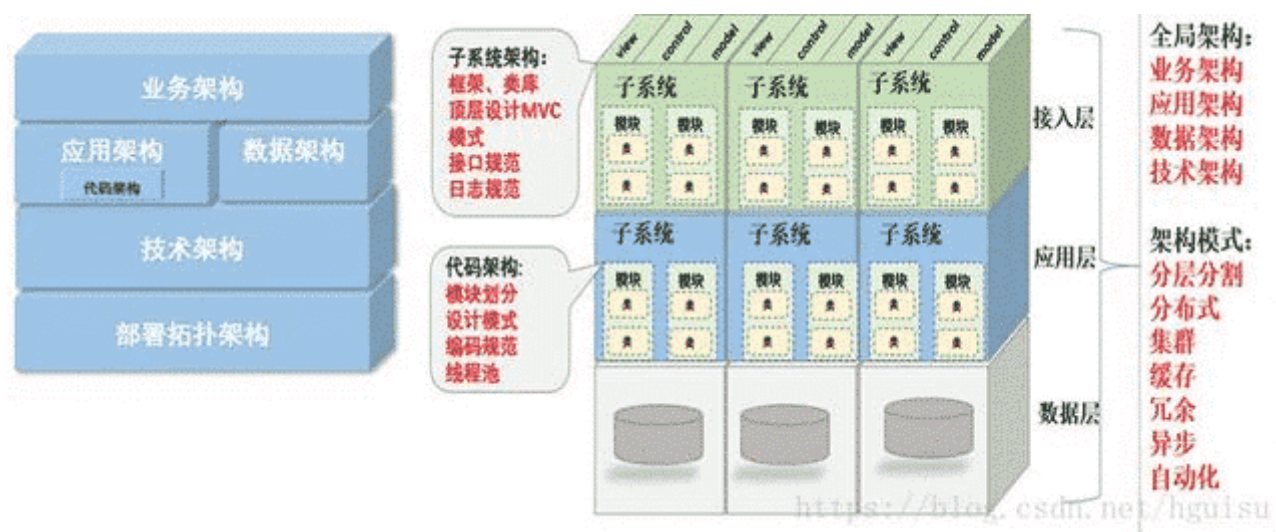 业务架构
应用架构
代码架构
数据架构
技术架构
部署拓扑架构
子系统架构:
框架、类库
顶层设计MVC
模式
接口规范
日志规范
代码架构:
模块划分
设计模式
编码规范
线程池
view control model view control model view control model
子系统 子系统 子系统
模块 模块 模块 模块 模块 模块
类 类 类 类 类 类
类 类 类 类 类 类
子系统 子系统 子系统
模块 模块 模块 模块 模块 模块
类 类 类 类 类 类
类 类 类 类 类 类
接入层
应用层
数据层
全局架构:
业务架构
应用架构
数据架构
技术架构
架构模式:
分层分割
分布式
集群
缓存
冗余
异步
自动化
https://blog.csdn.net/hguisu